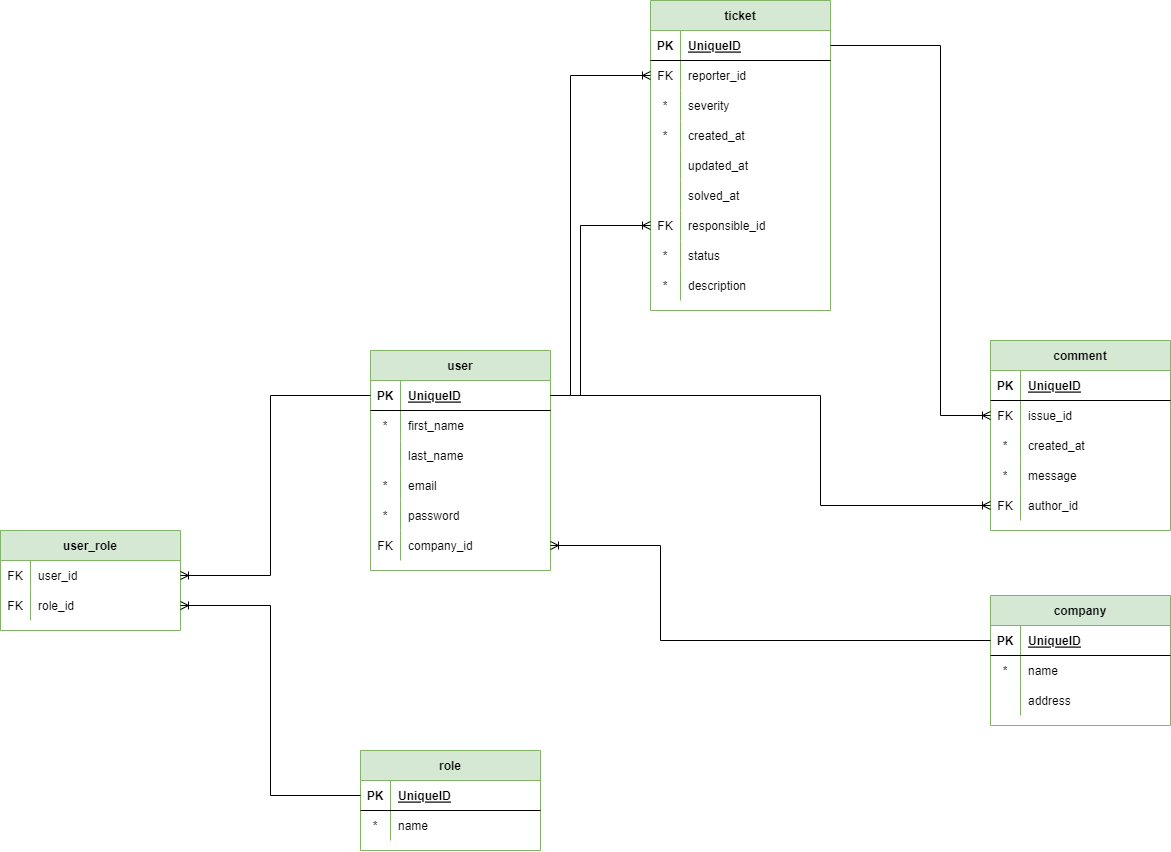 ticket
PK UniqueID
FK reporter_id
* severity
* created_at
updated_at
solved_at
FK responsible_id
* status
* description
user
PK UniqueID
* first_name
last_name
* email
* password
FK company_id
comment
PK UniqueID
FK issue_id
* created_at
* message
FK author_id
user_role
FK user_id
FK role_id
company
PK UniqueID
* name
address
role
PK UniqueID
* name